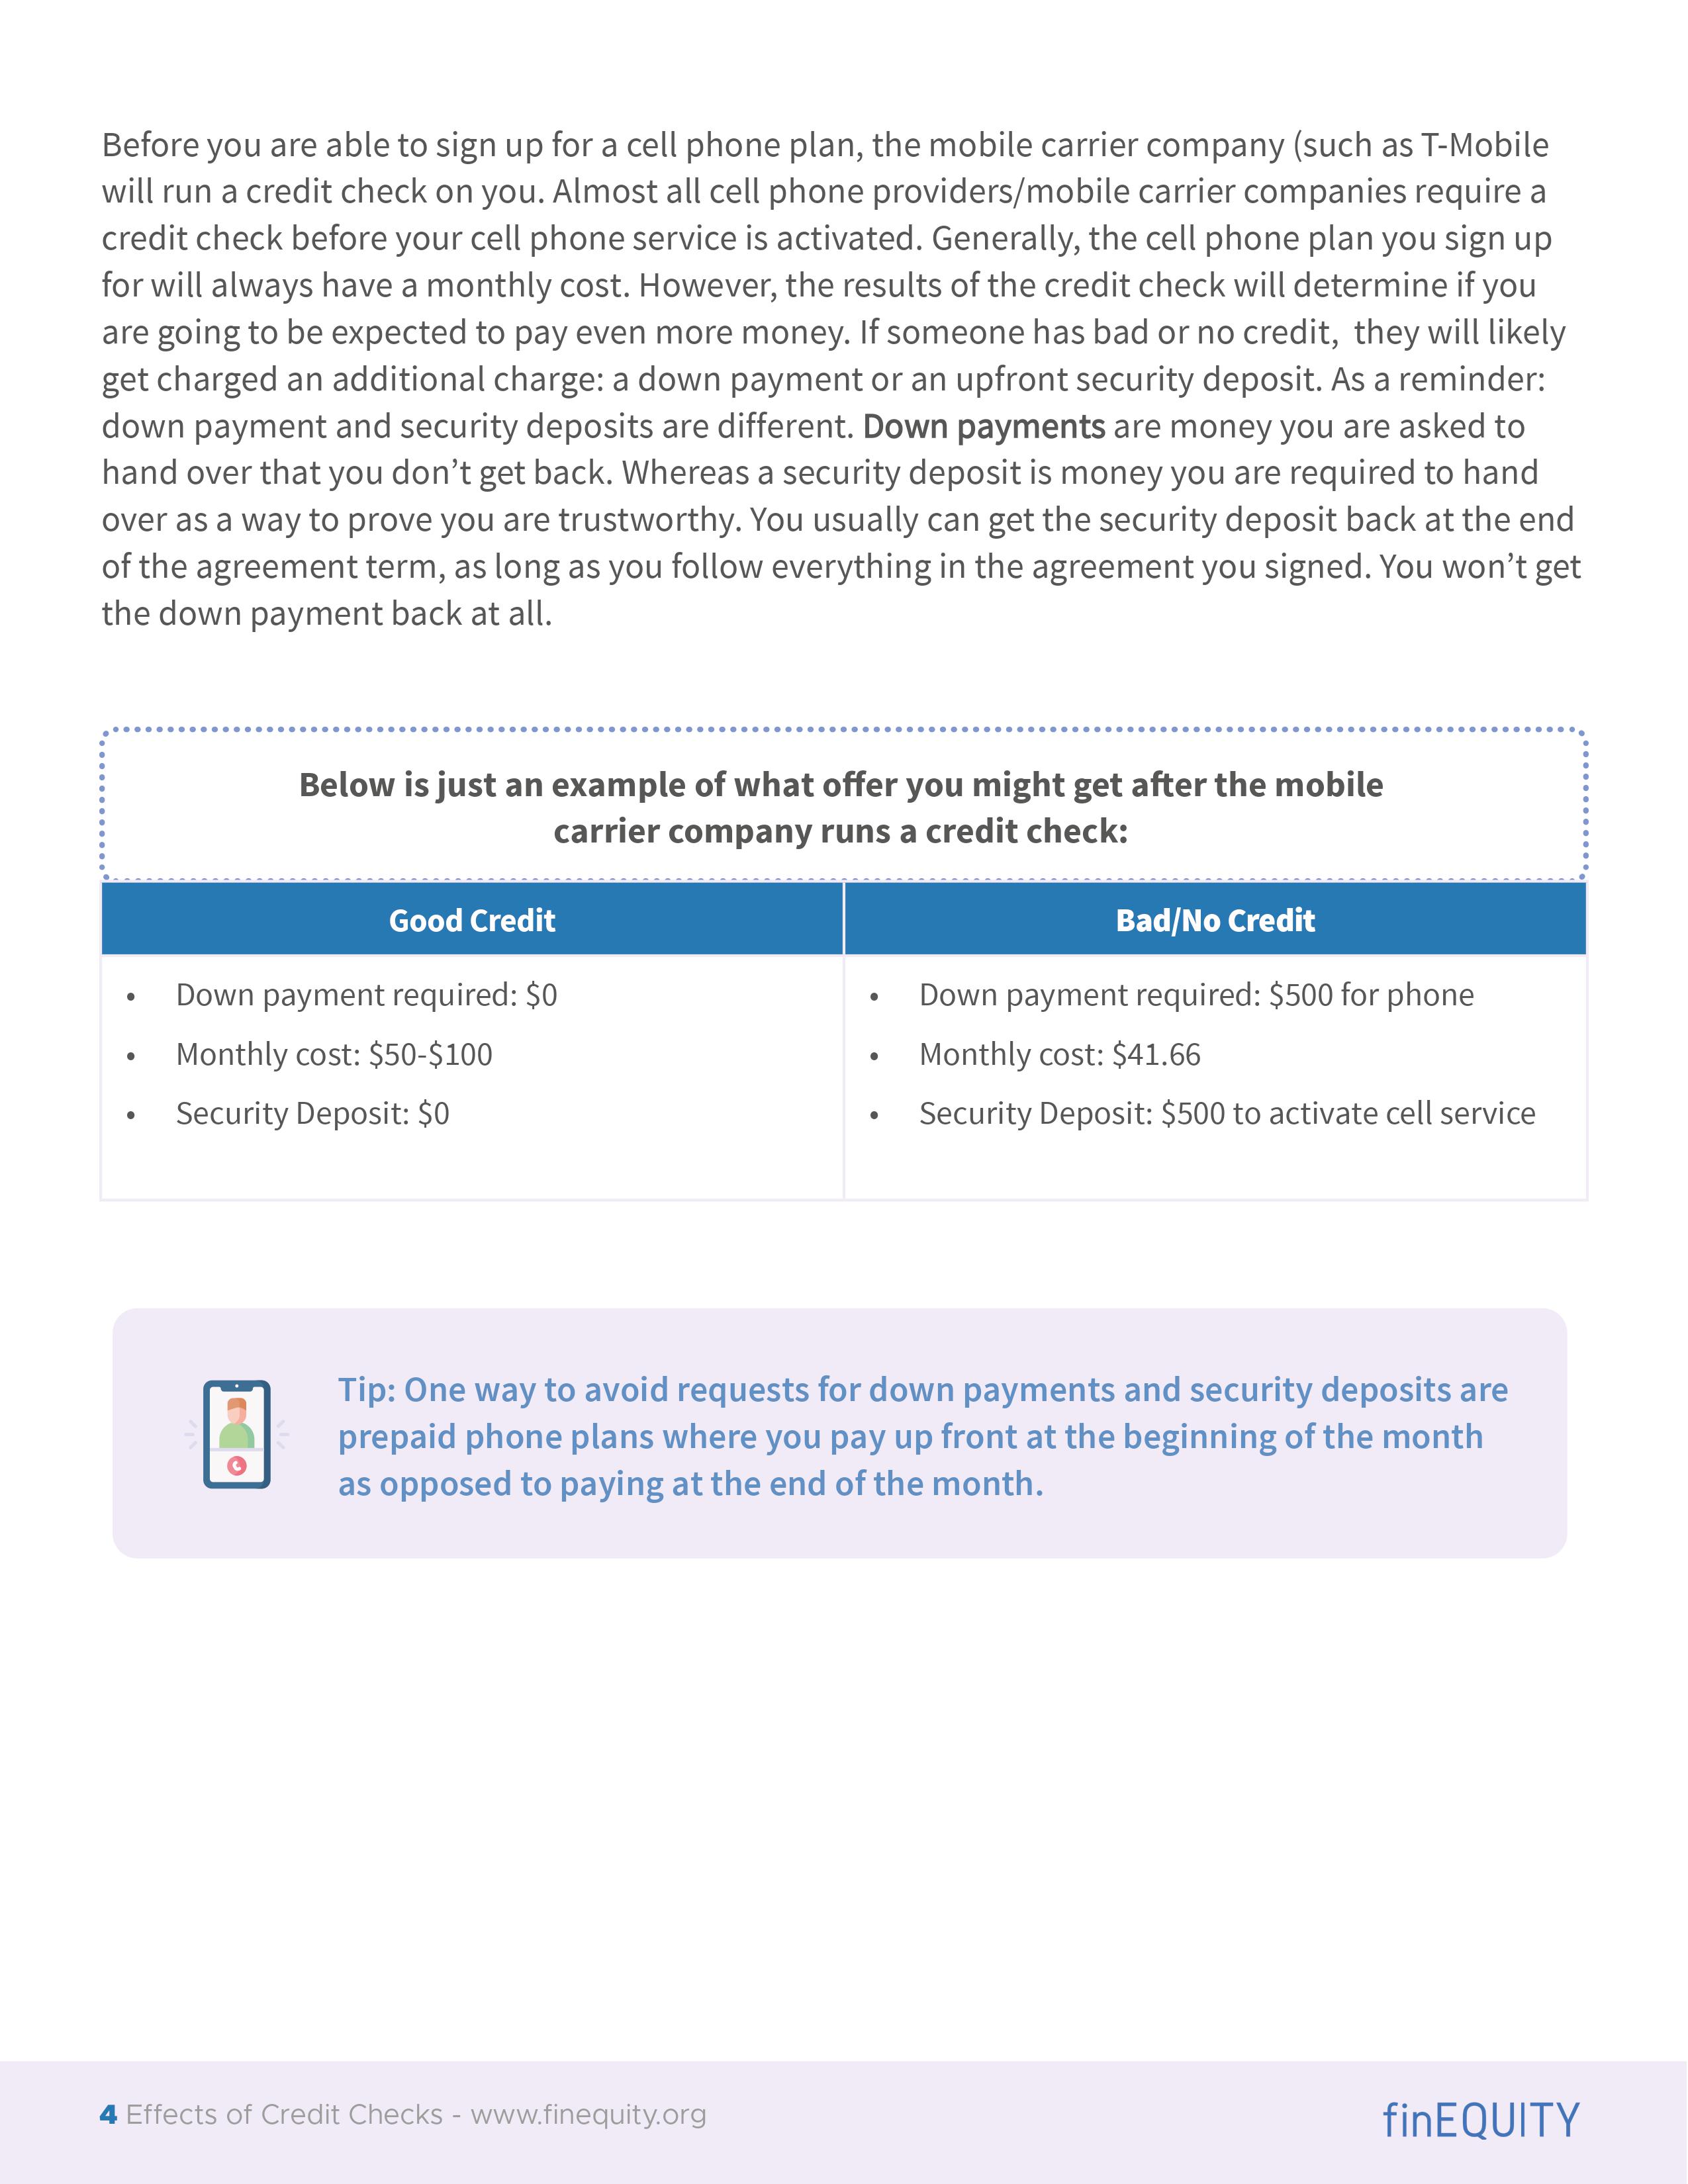 Before you are able to sign up for a cell phone plan, the mobile carrier company (such as T-Mobile
will run a credit check on you. Almost all cell phone providers/mobile carrier companies require a
credit check before your cell phone service is activated. Generally, the cell phone plan you sign up
for will always have a monthly cost. However, the results of the credit check will determine if you
are going to be expected to pay even more money. If someone has bad or no credit,  they will likely
get charged an additional charge: a down payment or an upfront security deposit. As a reminder:
down payment and security deposits are different. Down payments are money you are asked to
hand over that you don’t get back. Whereas a security deposit is money you are required to hand
over as a way to prove you are trustworthy. You usually can get the security deposit back at the end
of the agreement term, as long as you follow everything in the agreement you signed. You won’t get
the down payment back at all.
Below is just an example of what offer you might get after the mobile
carrier company runs a credit check:
Good Credit
• Down payment required: $0
• Monthly cost: $50-$100
• Security Deposit: $0
Bad/No Credit
• Down payment required: $500 for phone
• Monthly cost: $41.66
• Security Deposit: $500 to activate cell service
Tip: One way to avoid requests for down payments and security deposits are
prepaid phone plans where you pay up front at the beginning of the month
as opposed to paying at the end of the month.
4 Effects of Credit Checks - www.finequity.org
finEQUITY